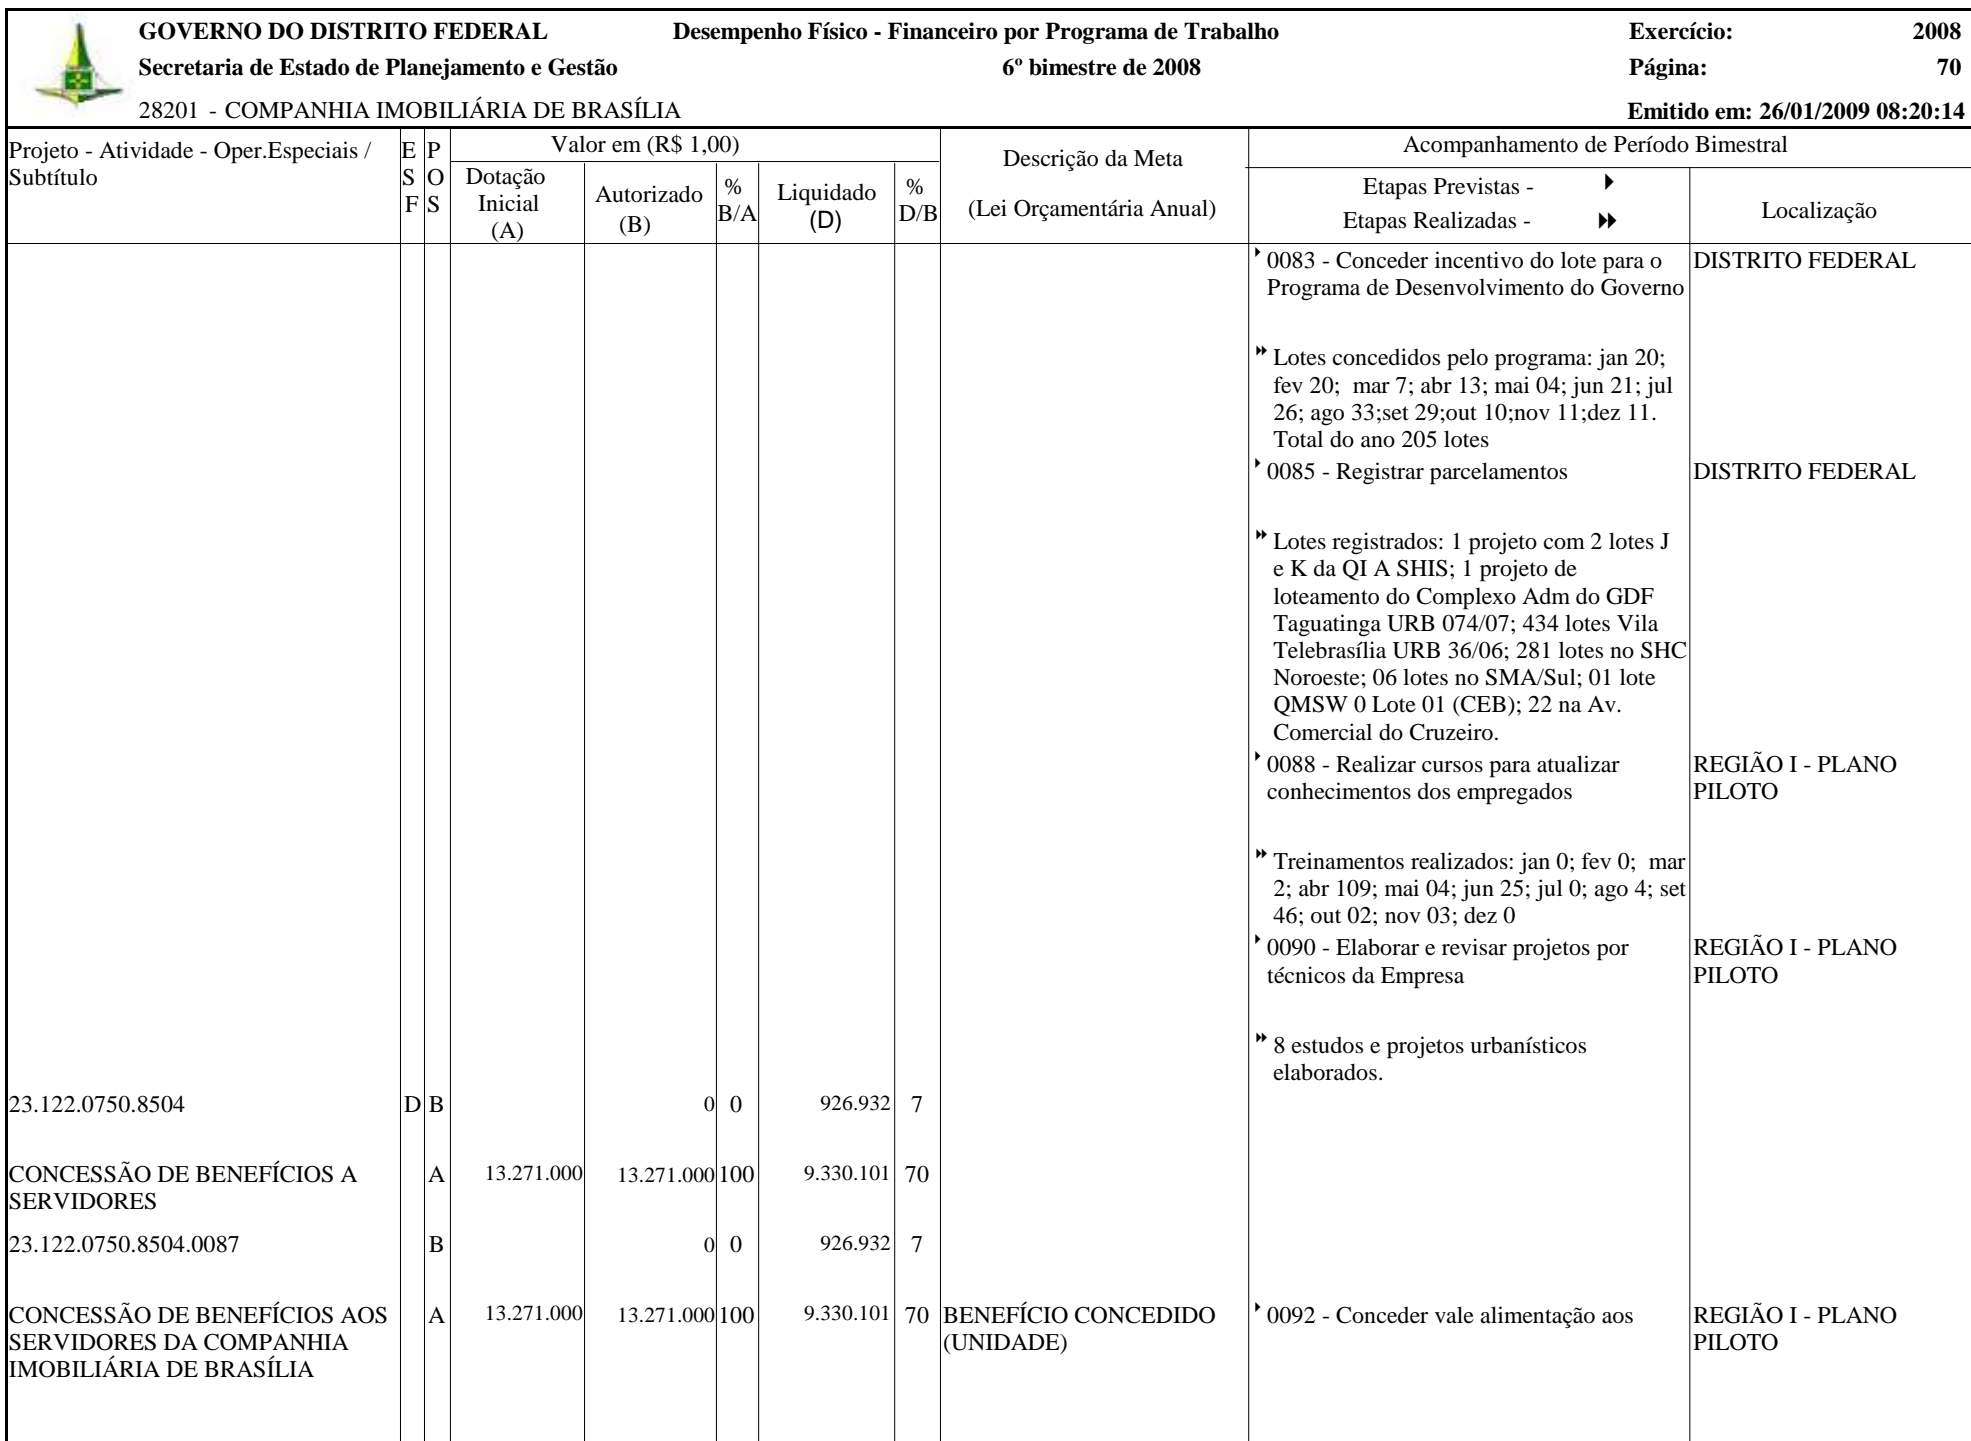 GOVERNO DO DISTRITO FEDERAL Desempenho Físico - Financeiro por Programa de Trabalho Exercício: 2008
Secretaria de Estado de Planejamento e Gestão 6º bimestre de 2008 Página: 70
28201 - COMPANHIA IMOBILIÁRIA DE BRASÍLIA Emitido em: 26/01/2009 08:20:14
Projeto - Atividade - Oper.Especiais /
Subtítulo
E
S
F
P
O
S
Valor em (R$ 1,00)
Dotação
Inicial
(A)
Autorizado
(B)
%
B/A
Liquidado
(D)
%
D/B
Descrição da Meta
(Lei Orçamentária Anual)
Acompanhamento de Período Bimestral
Etapas Previstas -
Etapas Realizadas -
Localização
0083 - Conceder incentivo do lote para o DISTRITO FEDERAL
Programa de Desenvolvimento do Governo
Lotes concedidos pelo programa: jan 20;
fev 20;  mar 7; abr 13; mai 04; jun 21; jul
26; ago 33;set 29;out 10;nov 11;dez 11.
Total do ano 205 lotes
0085 - Registrar parcelamentos DISTRITO FEDERAL
Lotes registrados: 1 projeto com 2 lotes J
e K da QI A SHIS; 1 projeto de
loteamento do Complexo Adm do GDF
Taguatinga URB 074/07; 434 lotes Vila
Telebrasília URB 36/06; 281 lotes no SHC
Noroeste; 06 lotes no SMA/Sul; 01 lote
QMSW 0 Lote 01 (CEB); 22 na Av.
Comercial do Cruzeiro.
0088 - Realizar cursos para atualizar REGIÃO I - PLANO
conhecimentos dos empregados PILOTO
Treinamentos realizados: jan 0; fev 0;  mar
2; abr 109; mai 04; jun 25; jul 0; ago 4; set
46; out 02; nov 03; dez 0
0090 - Elaborar e revisar projetos por REGIÃO I - PLANO
técnicos da Empresa PILOTO
8 estudos e projetos urbanísticos
elaborados.
23.122.0750.8504 D B 0 0 926.932 7
CONCESSÃO DE BENEFÍCIOS A A 13.271.000 13.271.000 100 9.330.101 70
SERVIDORES
23.122.0750.8504.0087 B 0 0 926.932 7
CONCESSÃO DE BENEFÍCIOS AOS A 13.271.000 13.271.000 100 9.330.101 70 BENEFÍCIO CONCEDIDO 0092 - Conceder vale alimentação aos REGIÃO I - PLANO
SERVIDORES DA COMPANHIA (UNIDADE) PILOTO
IMOBILIÁRIA DE BRASÍLIA